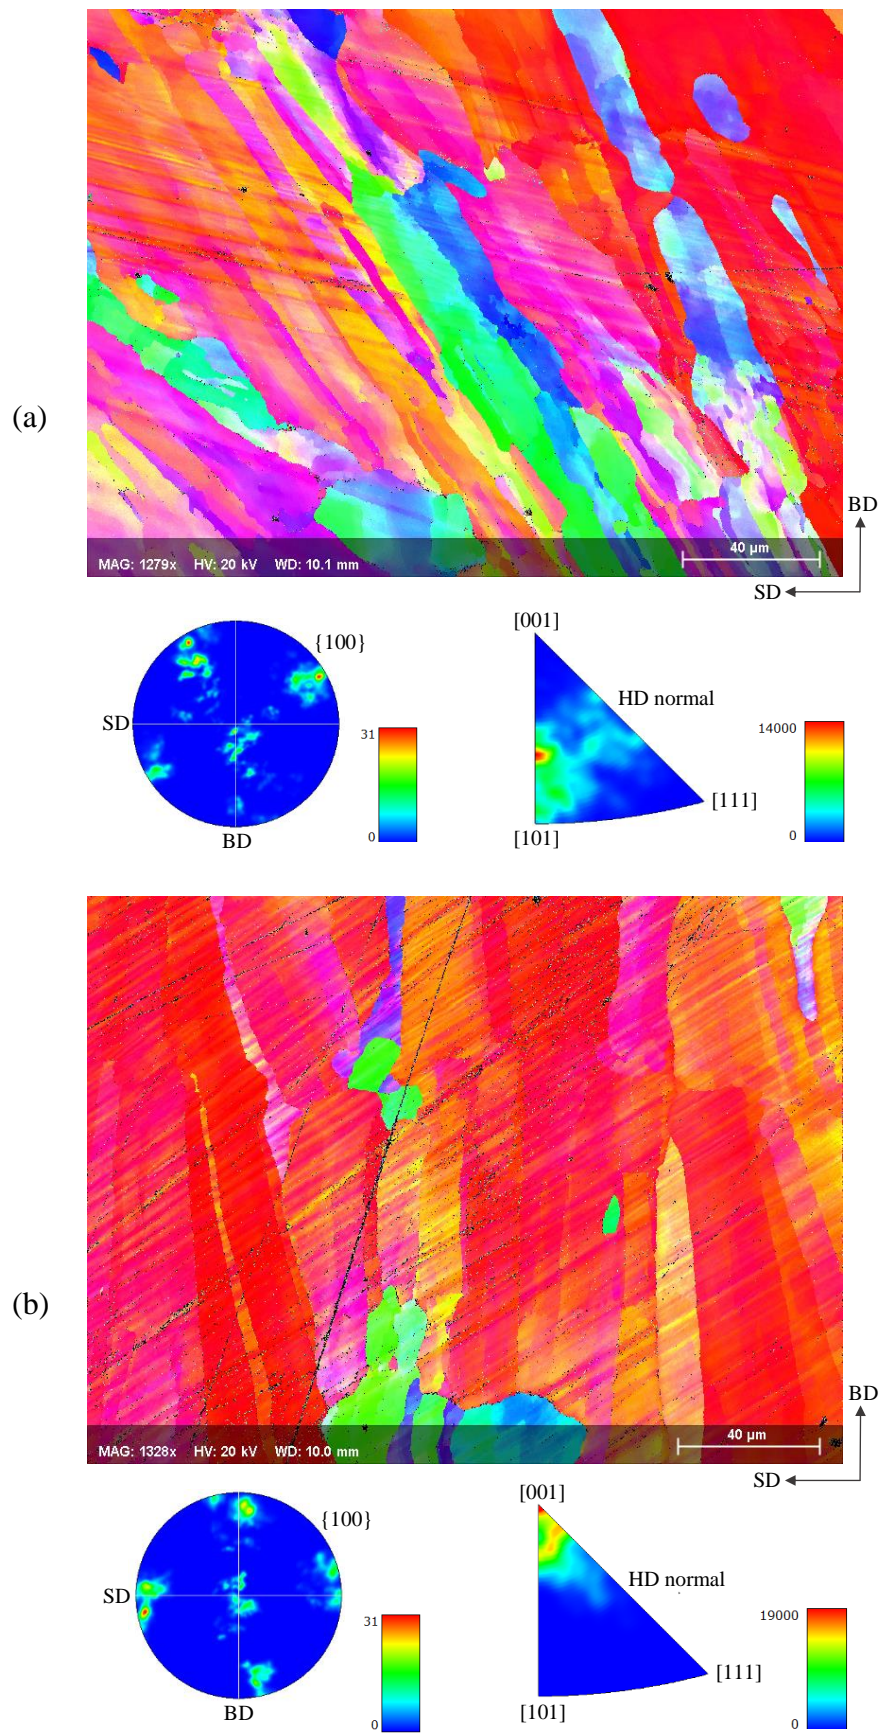 (a)
MAG: 1279x HV: 20 kV WD: 10.1 mm
40 µm
BD
SD
{100}
SD
BD
31
0
[001]
HD normal
[111]
[101]
14000
0
(b)
MAG: 1328x HV: 20 kV WD: 10.0 mm
40 µm
BD
SD
{100}
SD
BD
31
0
[001]
HD normal
[111]
[101]
19000
0